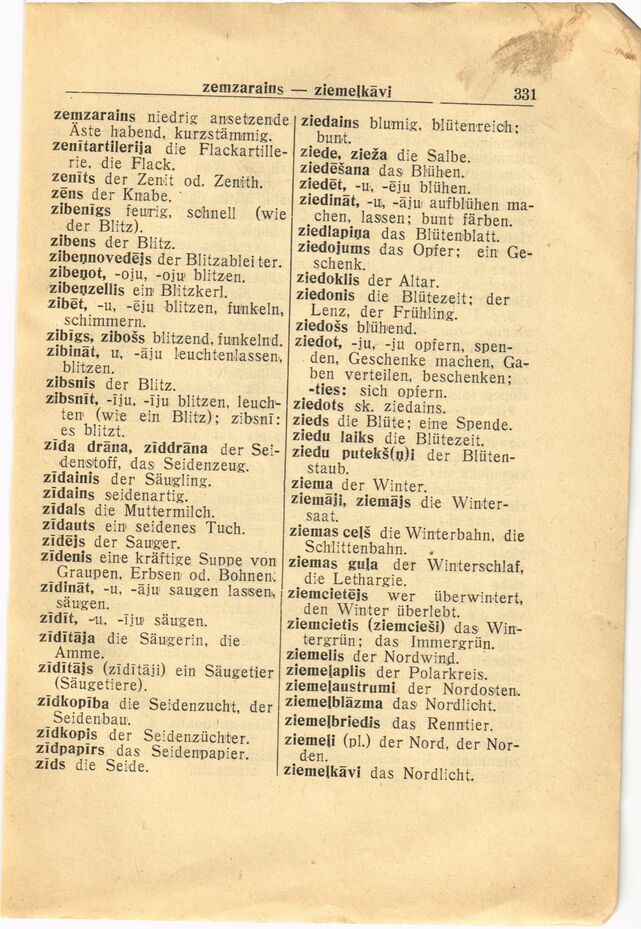 zemzarains — ziemeļkāvi 331
zemzarains niedrig ansetzende
Äste habend, kurzstämmig.
zenītartilerija die Flackartille-
rie, die Flack.
zenīts der Zenit od. Zenith.
zēns der Knabe.
zibenīgs feurig, schnell (wie
der Blitz).
zibens der Blitz.
zibeņnovedējs der Blitzableiter.
zibeņot, -oju, -oju blitzen.
zibeņzellis ein Blitzkerl.
zibēt, -u, -ēju blitzen, funkeln,
schimmern.
zibīgs, zibošs blitzend, funkelnd.
zibināt, u, -āju leuchtenlassen,
blitzen.
zibsnis der Blitz.
zibsnīt, -īju, -īju blitzen, leuch-
ten (wie ein Blitz); zibsnī:
es blitzt.
zīda drāna, zīddrāna der Sei-
denstoff, das Seidenzeug.
zīdainis der Säugling.
zīdains seidenartig.
zīdals die Muttermilch.
zīdauts ein seidenes Tuch.
zīdējs der Sauger.
zīdenis eine kräftige Suppe von
Graupen, Erbsen od. Bohnen.
zīdināt, -u, -āju saugen lassen,
säugen.
zīdīt, -u, -īju säugen.
zīdītāja die Säugerin, die
Amme.
zīdītājs (zīdītāji) ein Säugetier
(Säugetiere).
zīdkopība die Seidenzucht, der
Seidenbau.
zīdkopis der Seidenzüchter.
zīdpapīrs das Seidenpapier.
zīds die Seide.
ziedains blumig, blütenreich;
bunt.
ziede, zieža die Salbe.
ziedēšana das Blühen.
ziedēt, -u, -ēju blühen.
ziedināt, -u, -āju aufblühen ma-
chen, lassen; bunt färben.
ziedlapiņa das Blütenblatt.
ziedojums das Opfer; ein Ge-
schenk.
ziedoklis der Altar.
ziedonis die Blütezeit; der
Lenz, der Frühling.
ziedošs blühend.
ziedot, -ju, -ju opfern, spen-
den, Geschenke machen, Ga-
ben verteilen, beschenken;
-ties: sich opfern.
ziedots sk. ziedains.
zieds die Blüte; eine Spende.
ziedu laiks die Blütezeit.
ziedu putekš(ņ)i der Blüten-
staub.
ziema der Winter.
ziemāji, ziemājs die Winter-
saat.
ziemas ceļš die Winterbahn, die
Schlittenbahn.
ziemas guļa der Winterschlaf,
die Lethargie.
ziemcietējs wer überwintert,
den Winter überlebt.
ziemcietis (ziemcieši) das Win-
tergrün; das Immergrün.
ziemelis der Nordwind.
ziemeļaplis der Polarkreis.
ziemeļaustrumi der Nordosten.
ziemeļblāzma das Nordlicht.
ziemeļbriedis das Renntier.
ziemeļi (pl.) der Nord, der Nor-
den.
ziemeļkāvi das Nordlicht.